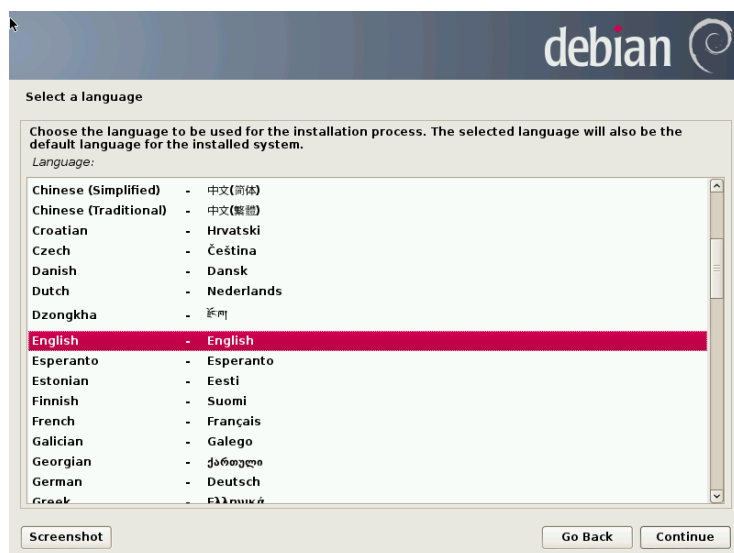 debian
Select a language
Choose the language to be used for the installation process. The selected language will also be the
default language for the installed system.
Language:
Chinese (Simplified) - 中文(简体)
Chinese (Traditional) - 中文(繁體)
Croatian - Hrvatski
Czech - Čeština
Danish - Dansk
Dutch - Nederlands
Dzongkha - རྫོང་ཁ།
English - English
Esperanto - Esperanto
Estonian - Eesti
Finnish - Suomi
French - Français
Galician - Galego
Georgian - ქართული
German - Deutsch
Greek - Ελληνικά
Screenshot
Go Back
Continue